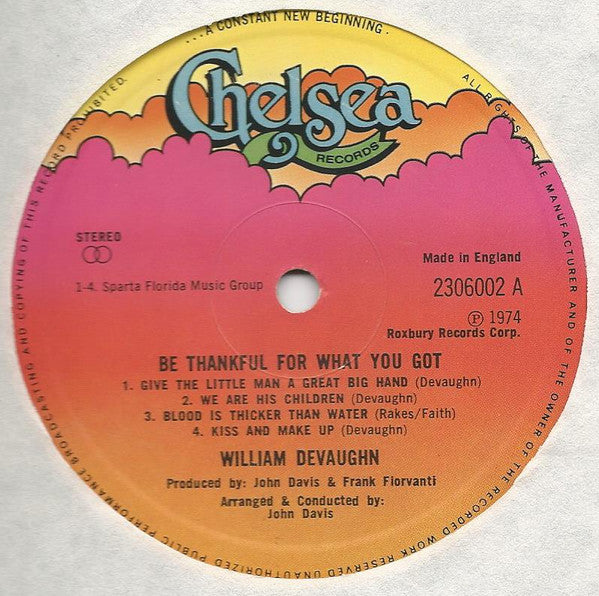 ...A CONSTANT NEW BEGINNING.
Chelsea
RECORDS
STEREO
1-4. Sparta Florida Music Group
Made in England
2306002 A
Ⓟ 1974
Roxbury Records Corp.
BE THANKFUL FOR WHAT YOU GOT
1. GIVE THE LITTLE MAN A GREAT BIG HAND (Devaughn)
2. WE ARE HIS CHILDREN (Devaughn)
3. BLOOD IS THICKER THAN WATER (Rakes/Faith)
4. KISS AND MAKE UP (Devaughn)
WILLIAM DEVAUGHN
Produced by: John Davis & Frank Fiorvanti
Arranged & Conducted by:
John Davis
ALL RIGHTS OF THE MANUFACTURER AND OF THE OWNER OF THE RECORDED WORK RESERVED UNAUTHORIZED PUBLIC PERFORMANCE BROADCASTING AND COPYING OF THIS RECORD PROHIBITED.